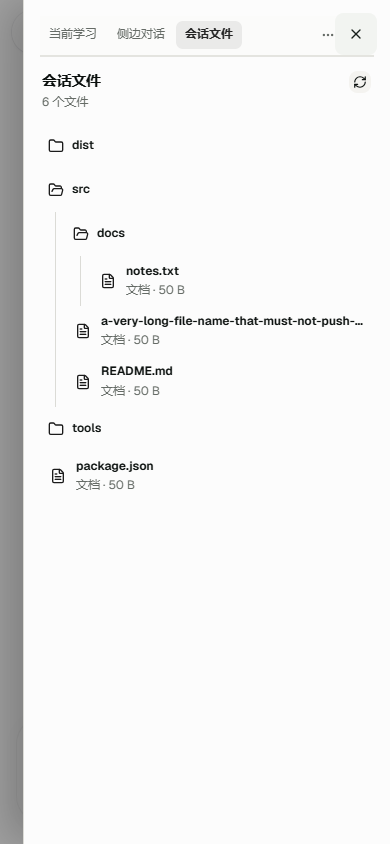 当前学习 侧边对话 会话文件
会话文件
6 个文件
dist
src
docs
notes.txt
文档 · 50 B
a-very-long-file-name-that-must-not-push-...
文档 · 50 B
README.md
文档 · 50 B
tools
package.json
文档 · 50 B